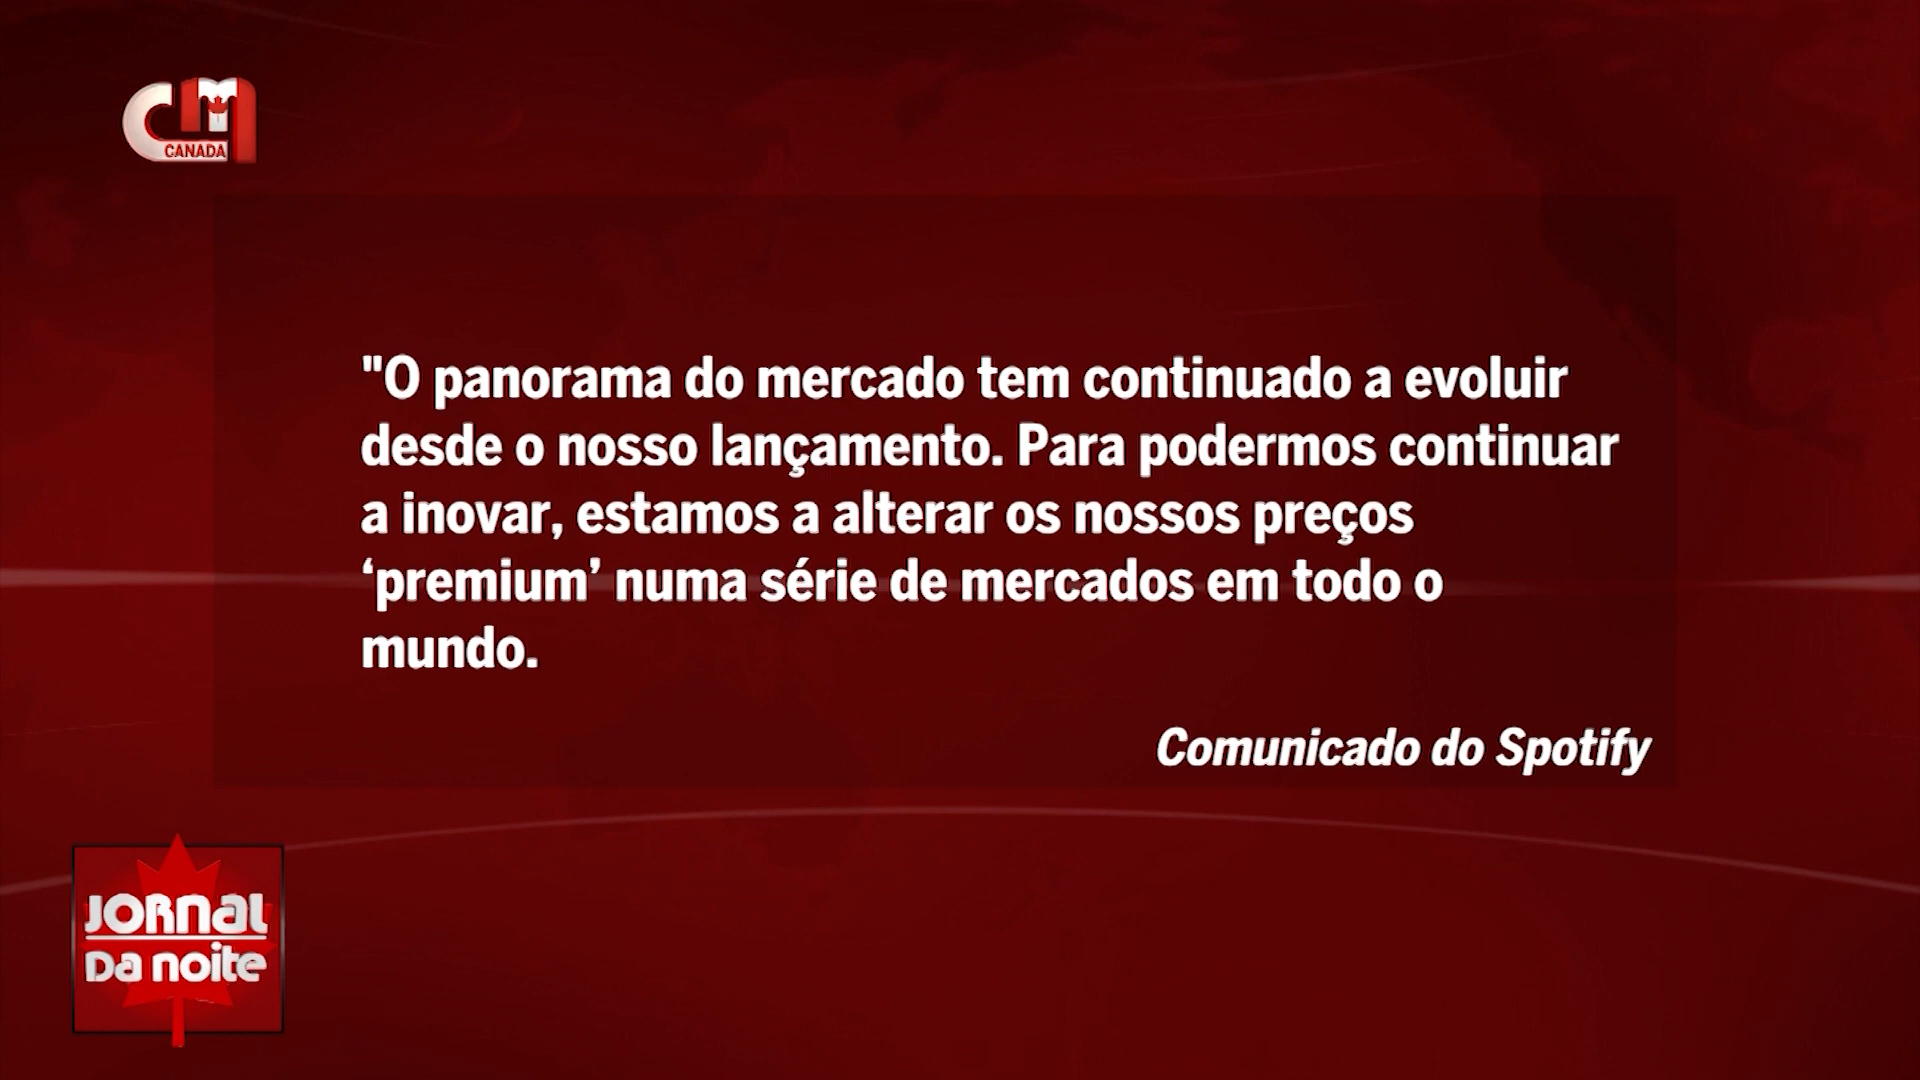 CM
CANADA
"O panorama do mercado tem continuado a evoluir
desde o nosso lançamento. Para podermos continuar
a inovar, estamos a alterar os nossos preços
‘premium’ numa série de mercados em todo o
mundo.
Comunicado do Spotify
JORNAL
DA NOITE